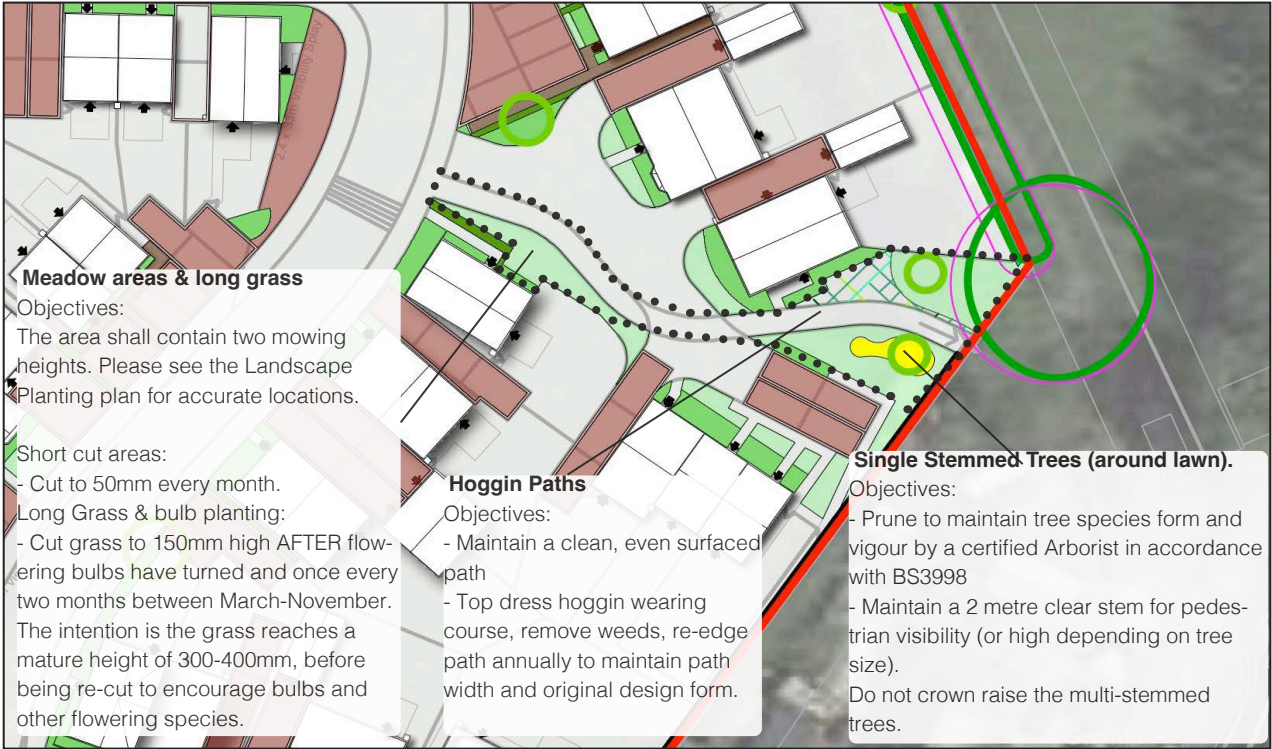 2.4 x 33m Visibility Splay
Meadow areas & long grass
Objectives:
The area shall contain two mowing
heights. Please see the Landscape
Planting plan for accurate locations.
Short cut areas:
- Cut to 50mm every month.
Long Grass & bulb planting:
- Cut grass to 150mm high AFTER flow-
ering bulbs have turned and once every
two months between March-November.
The intention is the grass reaches a
mature height of 300-400mm, before
being re-cut to encourage bulbs and
other flowering species.
Hoggin Paths
Objectives:
- Maintain a clean, even surfaced
path
- Top dress hoggin wearing
course, remove weeds, re-edge
path annually to maintain path
width and original design form.
Single Stemmed Trees (around lawn).
Objectives:
- Prune to maintain tree species form and
vigour by a certified Arborist in accordance
with BS3998
- Maintain a 2 metre clear stem for pedes-
trian visibility (or high depending on tree
size).
Do not crown raise the multi-stemmed
trees.